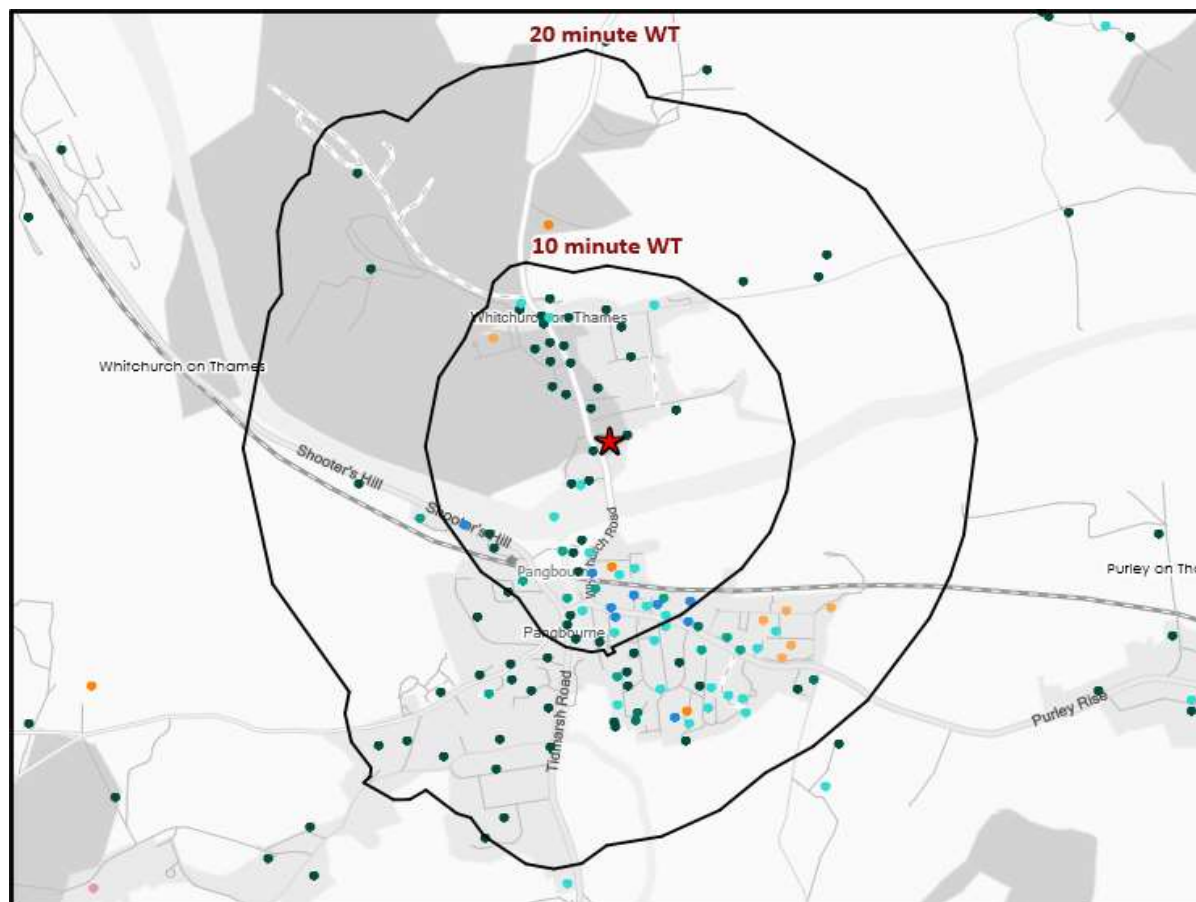 20 minute WT
10 minute WT
Whitchurch on Thames
Whitchurch on Thames
Shooter's Hill
Shooter's Hill
Whitchurch Road
Pangbourne
Purley on Tha
Pangbourne
Tidmarsh Road
Purley Rise